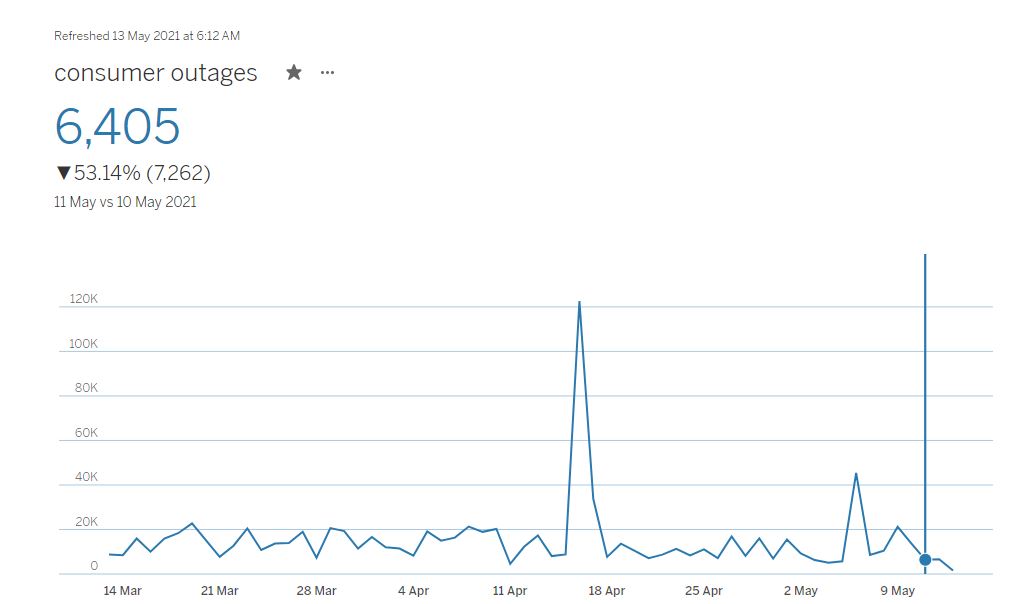 Refreshed 13 May 2021 at 6:12 AM
consumer outages ★ ···
6,405
▼53.14% (7,262)
11 May vs 10 May 2021
120K
100K
80K
60K
40K
20K
0
14 Mar 21 Mar 28 Mar 4 Apr 11 Apr 18 Apr 25 Apr 2 May 9 May